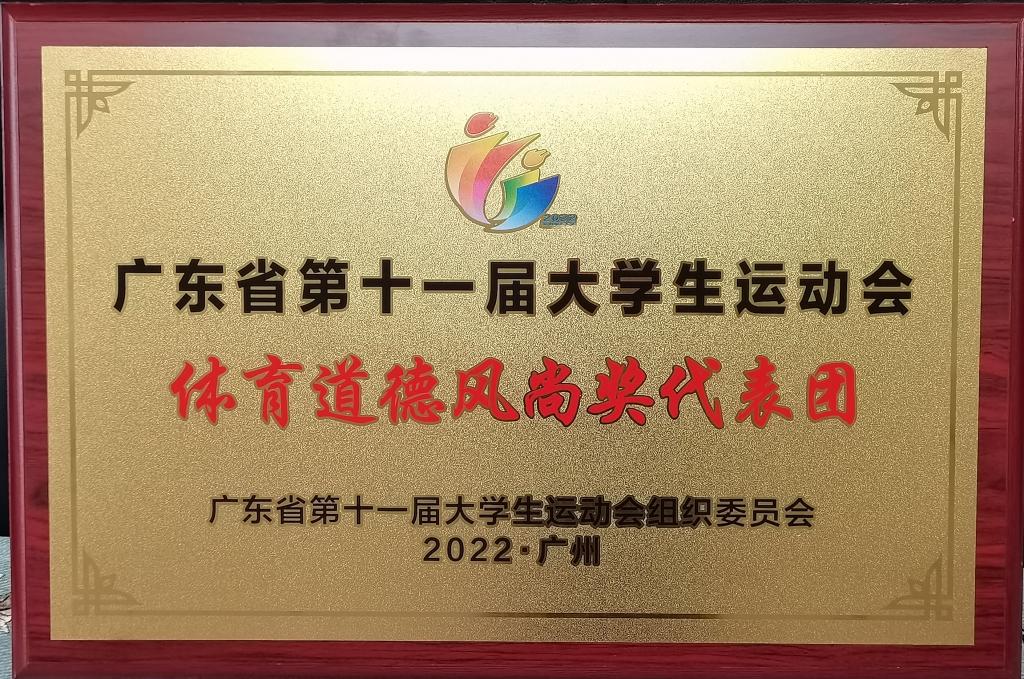 2022
广东省第十一届大学生运动会
体育道德风尚奖代表团
广东省第十一届大学生运动会组织委员会
2022·广州